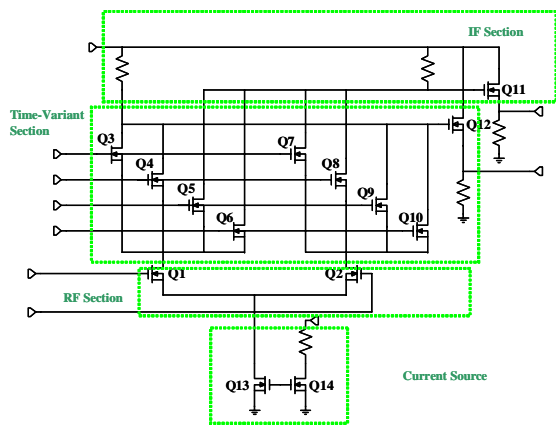 IF Section
Q11
Time-Variant
Section
Q3
Q7
Q12
Q4
Q8
Q5
Q9
Q6
Q10
Q1
Q2
RF Section
Current Source
Q13
Q14